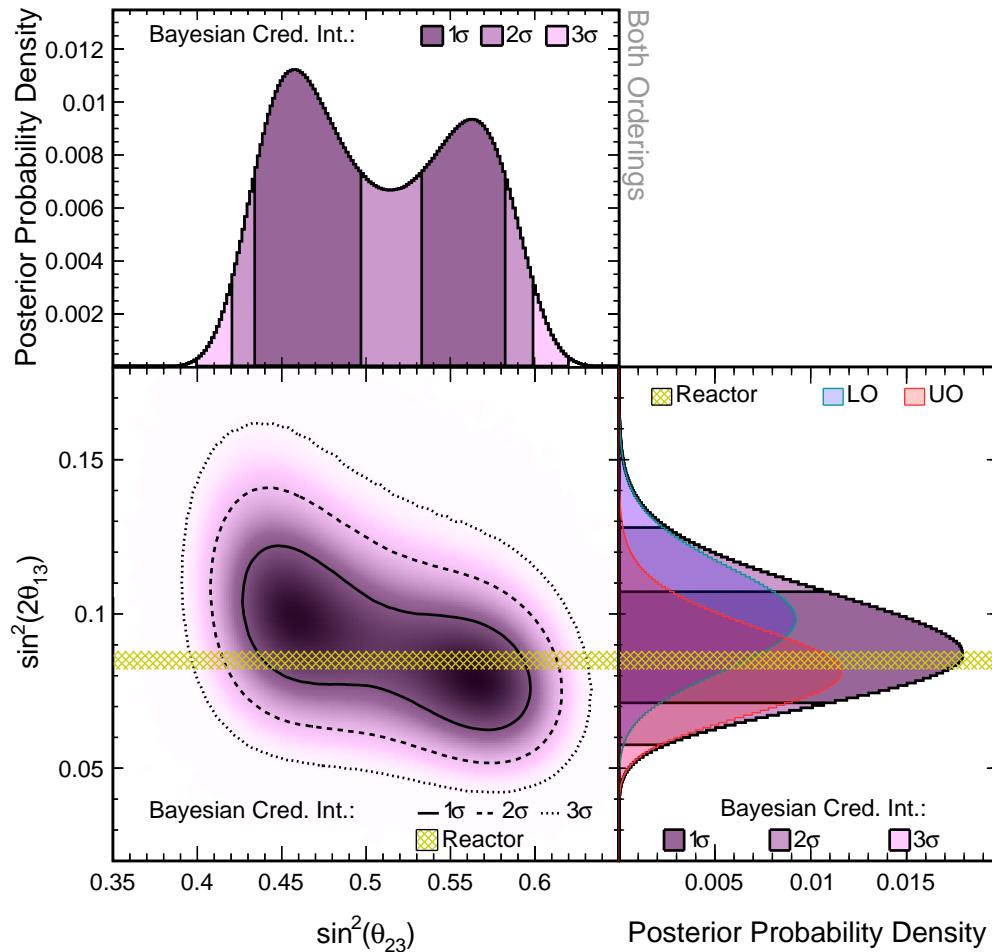 Bayesian Cred. Int.: 1σ 2σ 3σ
Both Orderings
Posterior Probability Density
0.012
0.01
0.008
0.006
0.004
0.002
Reactor LO UO
sin²(2θ₁₃)
0.15
0.1
0.05
Bayesian Cred. Int.: 1σ 2σ 3σ
Reactor
Bayesian Cred. Int.:
1σ 2σ 3σ
0.35 0.4 0.45 0.5 0.55 0.6
sin²(θ₂₃)
0.005 0.01 0.015
Posterior Probability Density